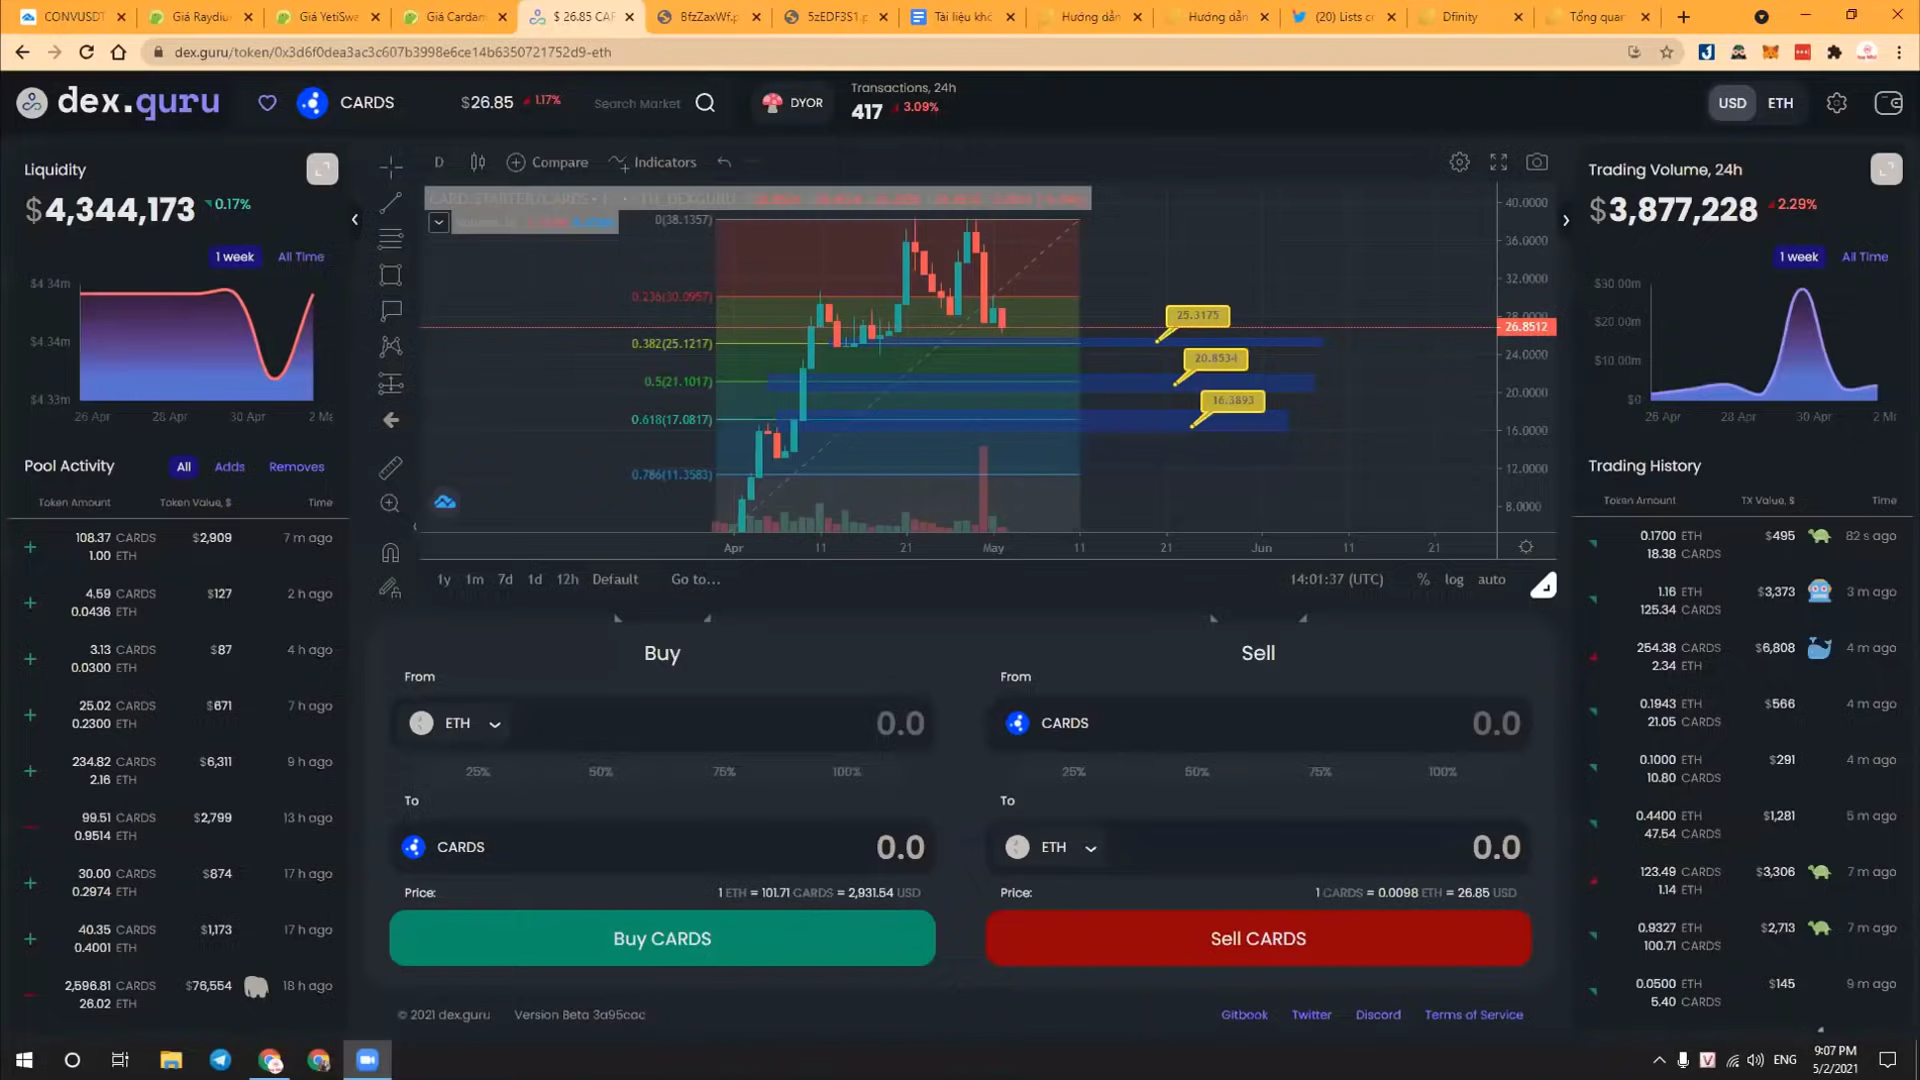 CONVUSDT
Giá Raydiu
Giá YetiSwa
Giá Cardam
$ 26.85 CAF
BfzZaxWf.p
5zEDF3S1.p
Tài liệu khó
Hướng dẫn
Hướng dẫn
(20) Lists c
Dfinity
Tổng quan
dex.guru/token/0x3d6f0dea3ac3c607b3998e6ce14b6350721752d9-eth
dex.guru
CARDS
$26.85 1.17%
Search Market
DYOR
Transactions, 24h
417 3.09%
USD ETH
Liquidity
$4,344,173 0.17%
1 week All Time
$4.34m
$4.34m
$4.33m
26 Apr 28 Apr 30 Apr 2 Ma
Pool Activity All Adds Removes
Token Amount Token Value, $ Time
108.37 CARDS $2,909 7 m ago
1.00 ETH
4.59 CARDS $127 2 h ago
0.0436 ETH
3.13 CARDS $87 4 h ago
0.0300 ETH
25.02 CARDS $671 7 h ago
0.2300 ETH
234.82 CARDS $6,311 9 h ago
2.16 ETH
99.51 CARDS $2,799 13 h ago
0.9514 ETH
30.00 CARDS $874 17 h ago
0.2974 ETH
40.35 CARDS $1,173 17 h ago
0.4001 ETH
2,596.81 CARDS $76,554 18 h ago
26.02 ETH
D Compare Indicators
0(38.1357)
0.236(30.0957)
0.382(25.1217)
0.5(21.1017)
0.618(17.0817)
0.786(11.3583)
25.3175
20.8534
16.3893
40.0000
36.0000
32.0000
28.0000
26.8512
24.0000
20.0000
16.0000
12.0000
8.0000
Apr 11 21 May 11 21 Jun 11 21
1y 1m 7d 1d 12h Default Go to...
14:01:37 (UTC) % log auto
Buy
From
ETH 0.0
25% 50% 75% 100%
To
CARDS 0.0
Price: 1 ETH = 101.71 CARDS = 2,931.54 USD
Buy CARDS
Sell
From
CARDS 0.0
25% 50% 75% 100%
To
ETH 0.0
Price: 1 CARDS = 0.0098 ETH = 26.85 USD
Sell CARDS
© 2021 dex.guru Version Beta 3a95cac
Gitbook Twitter Discord Terms of Service
Trading Volume, 24h
$3,877,228 2.29%
1 week All Time
$30.00m
$20.00m
$10.00m
$0
26 Apr 28 Apr 30 Apr 2 Ma
Trading History
Token Amount TX Value, $ Time
0.1700 ETH $495 82 s ago
18.38 CARDS
1.16 ETH $3,373 3 m ago
125.34 CARDS
254.38 CARDS $6,808 4 m ago
2.34 ETH
0.1943 ETH $566 4 m ago
21.05 CARDS
0.1000 ETH $291 4 m ago
10.80 CARDS
0.4400 ETH $1,281 5 m ago
47.54 CARDS
123.49 CARDS $3,306 7 m ago
1.14 ETH
0.9327 ETH $2,713 7 m ago
100.71 CARDS
0.0500 ETH $145 9 m ago
5.40 CARDS
ENG
9:07 PM
5/2/2021